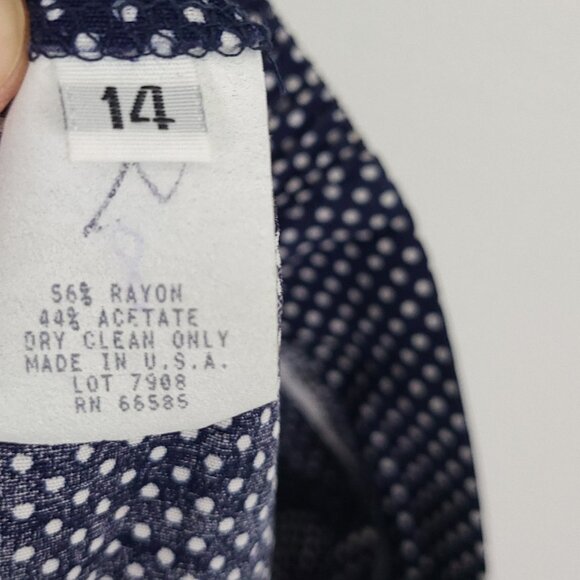 14
56% RAYON
44% ACETATE
DRY CLEAN ONLY
MADE IN U.S.A.
LOT 7908
RN 66585